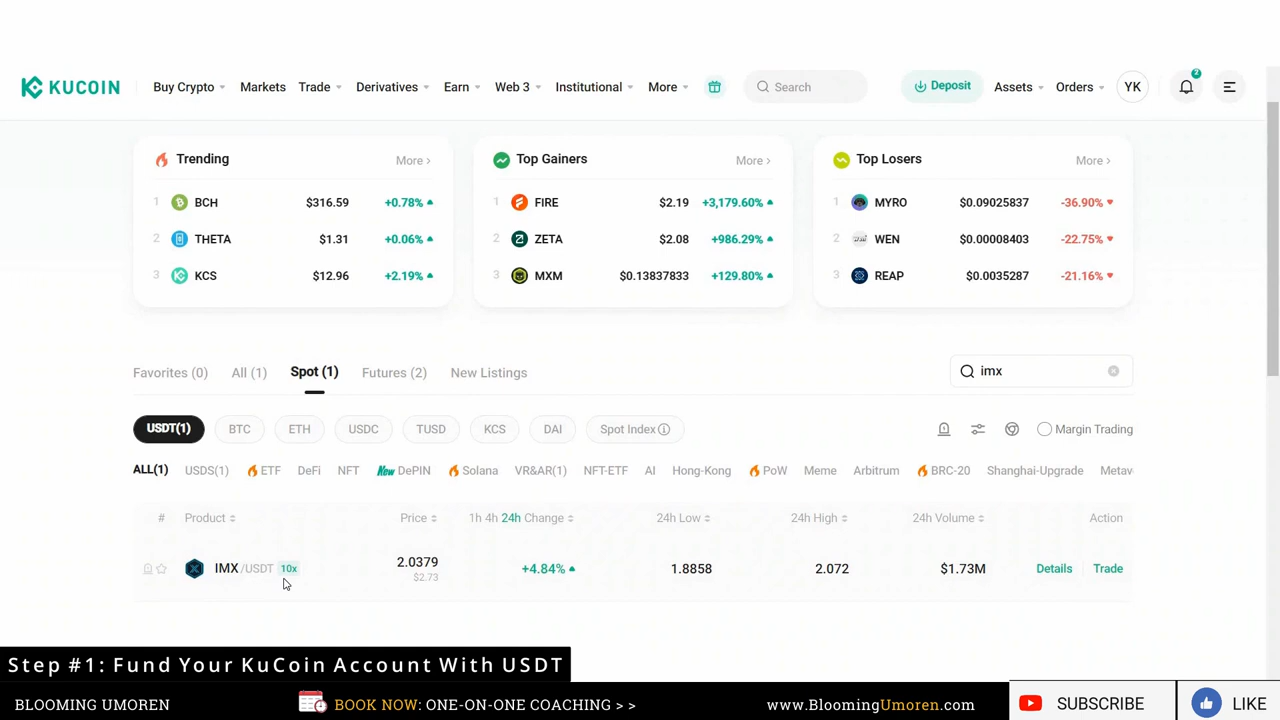 KUCOIN Buy Crypto Markets Trade Derivatives Earn Web 3 Institutional More Search Deposit Assets Orders YK 2
Trending More >
1 BCH $316.59 +0.78%
2 THETA $1.31 +0.06%
3 KCS $12.96 +2.19%
Top Gainers More >
1 FIRE $2.19 +3,179.60%
2 ZETA $2.08 +986.29%
3 MXM $0.13837833 +129.80%
Top Losers More >
1 MYRO $0.09025837 -36.90%
2 WEN $0.00008403 -22.75%
3 REAP $0.0035287 -21.16%
Favorites (0) All (1) Spot (1) Futures (2) New Listings imx
USDT(1) BTC ETH USDC TUSD KCS DAI Spot Index Margin Trading
ALL(1) USDS(1) ETF DeFi NFT New DePIN Solana VR&AR(1) NFT-ETF AI Hong-Kong PoW Meme Arbitrum BRC-20 Shanghai-Upgrade Metav
# Product Price 1h 4h 24h Change 24h Low 24h High 24h Volume Action
IMX/USDT 10x 2.0379 +4.84% 1.8858 2.072 $1.73M Details Trade
$2.73
Step #1: Fund Your KuCoin Account With USDT
BLOOMING UMOREN BOOK NOW: ONE-ON-ONE COACHING > > www.BloomingUmoren.com SUBSCRIBE LIKE